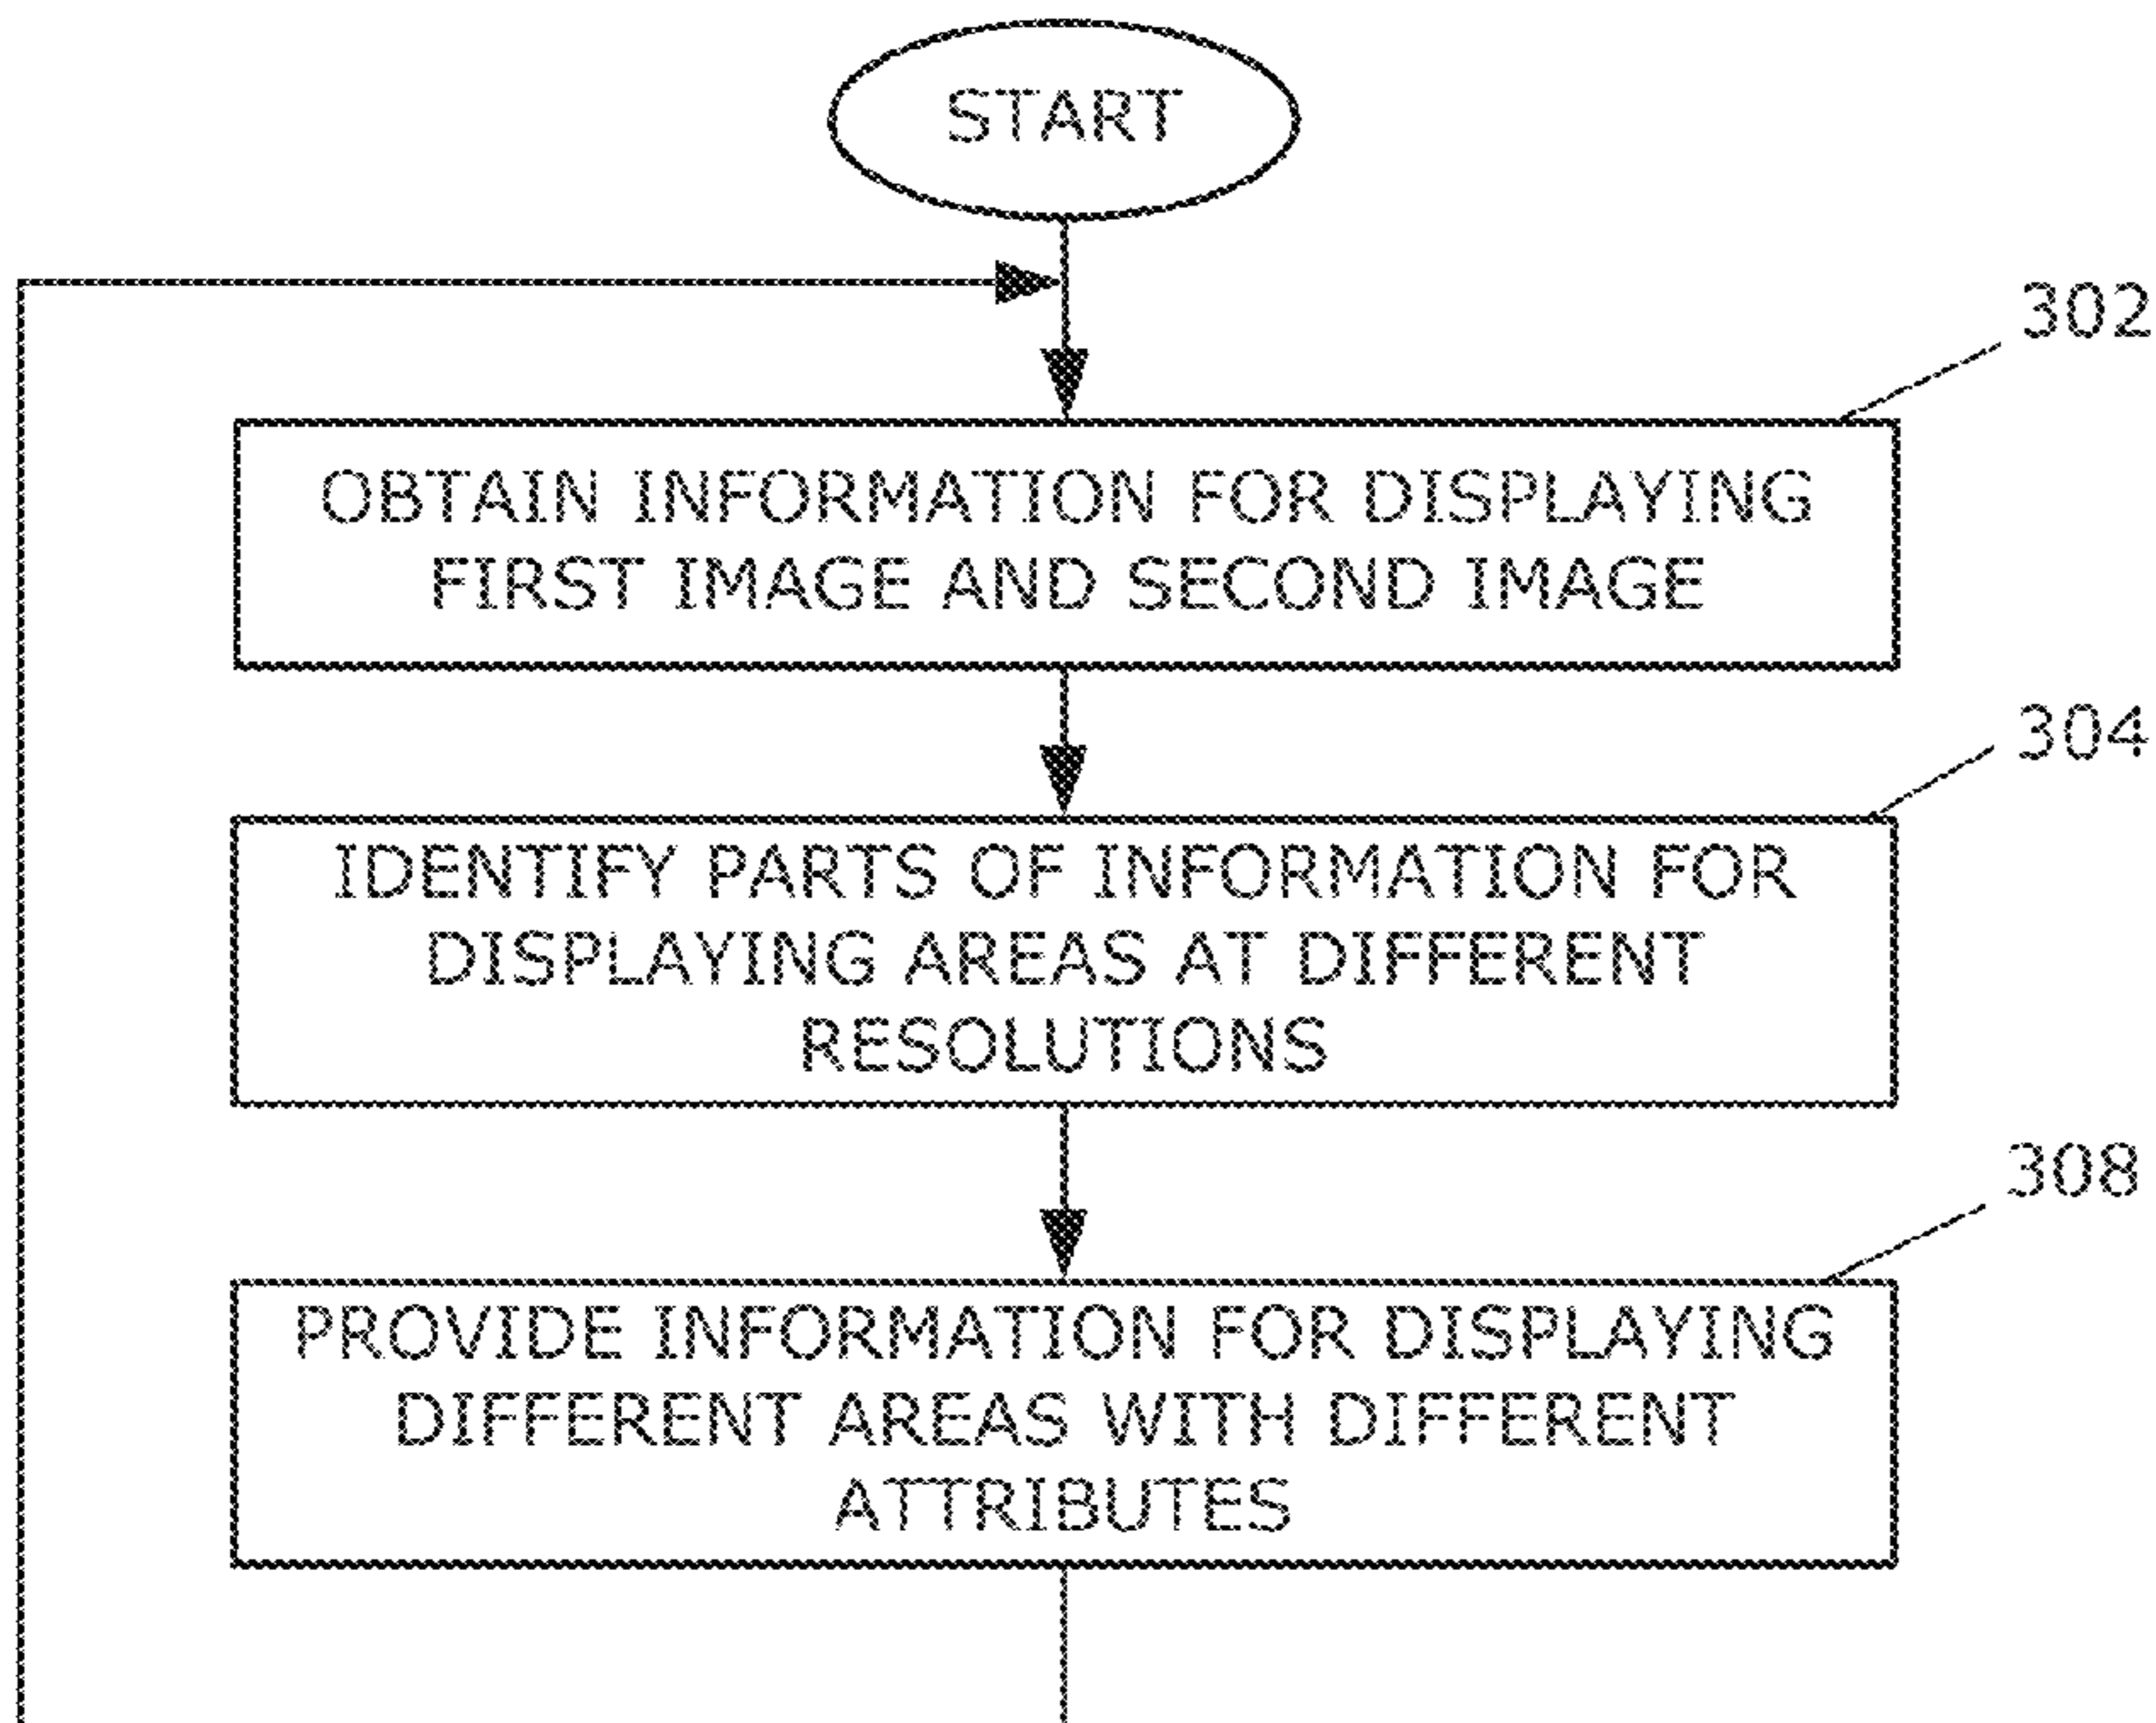 START
302
OBTAIN INFORMATION FOR DISPLAYING
FIRST IMAGE AND SECOND IMAGE
304
IDENTIFY PARTS OF INFORMATION FOR
DISPLAYING AREAS AT DIFFERENT
RESOLUTIONS
308
PROVIDE INFORMATION FOR DISPLAYING
DIFFERENT AREAS WITH DIFFERENT
ATTRIBUTES